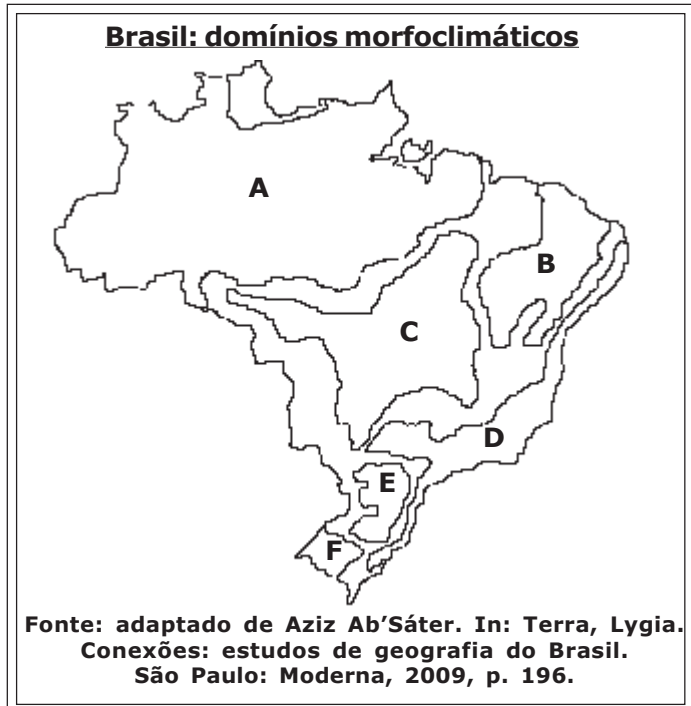 Brasil: domínios morfoclimáticos
A
B
C
D
E
F
Fonte: adaptado de Aziz Ab'Sáter. In: Terra, Lygia.
Conexões: estudos de geografia do Brasil.
São Paulo: Moderna, 2009, p. 196.